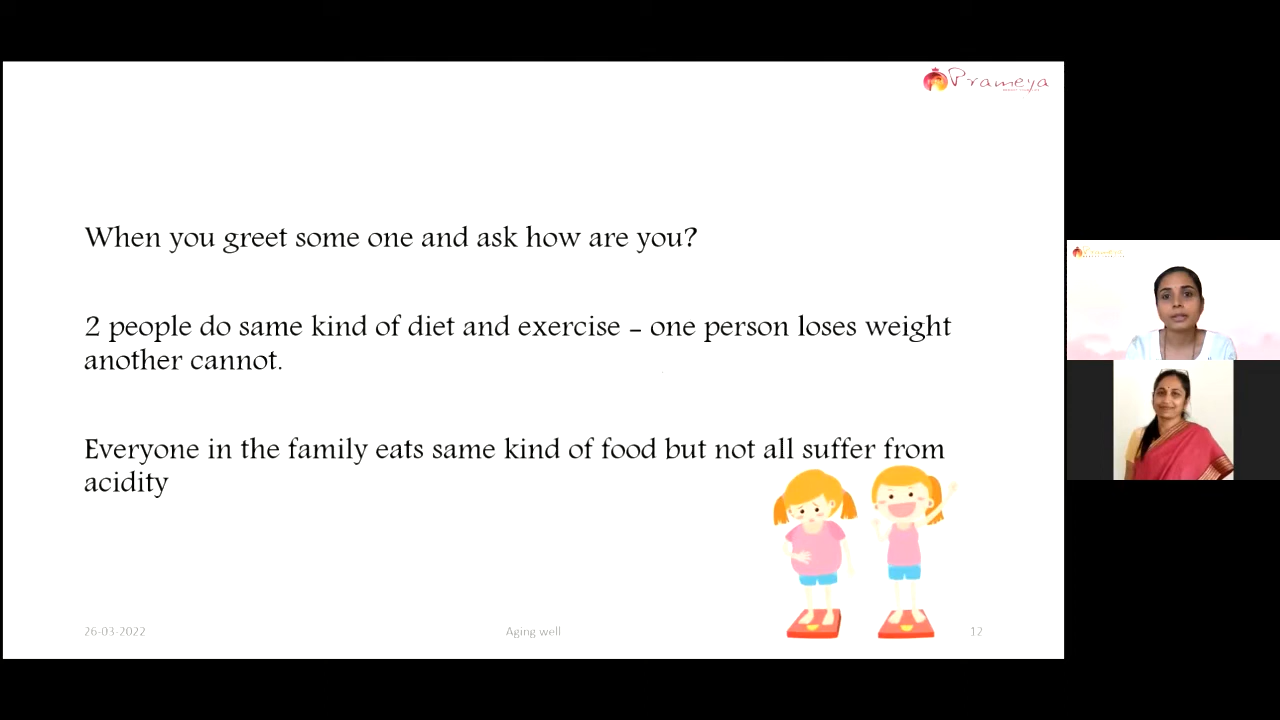 Prameya
When you greet some one and ask how are you?
2 people do same kind of diet and exercise – one person loses weight
another cannot.
Everyone in the family eats same kind of food but not all suffer from
acidity
26-03-2022
Aging well
12